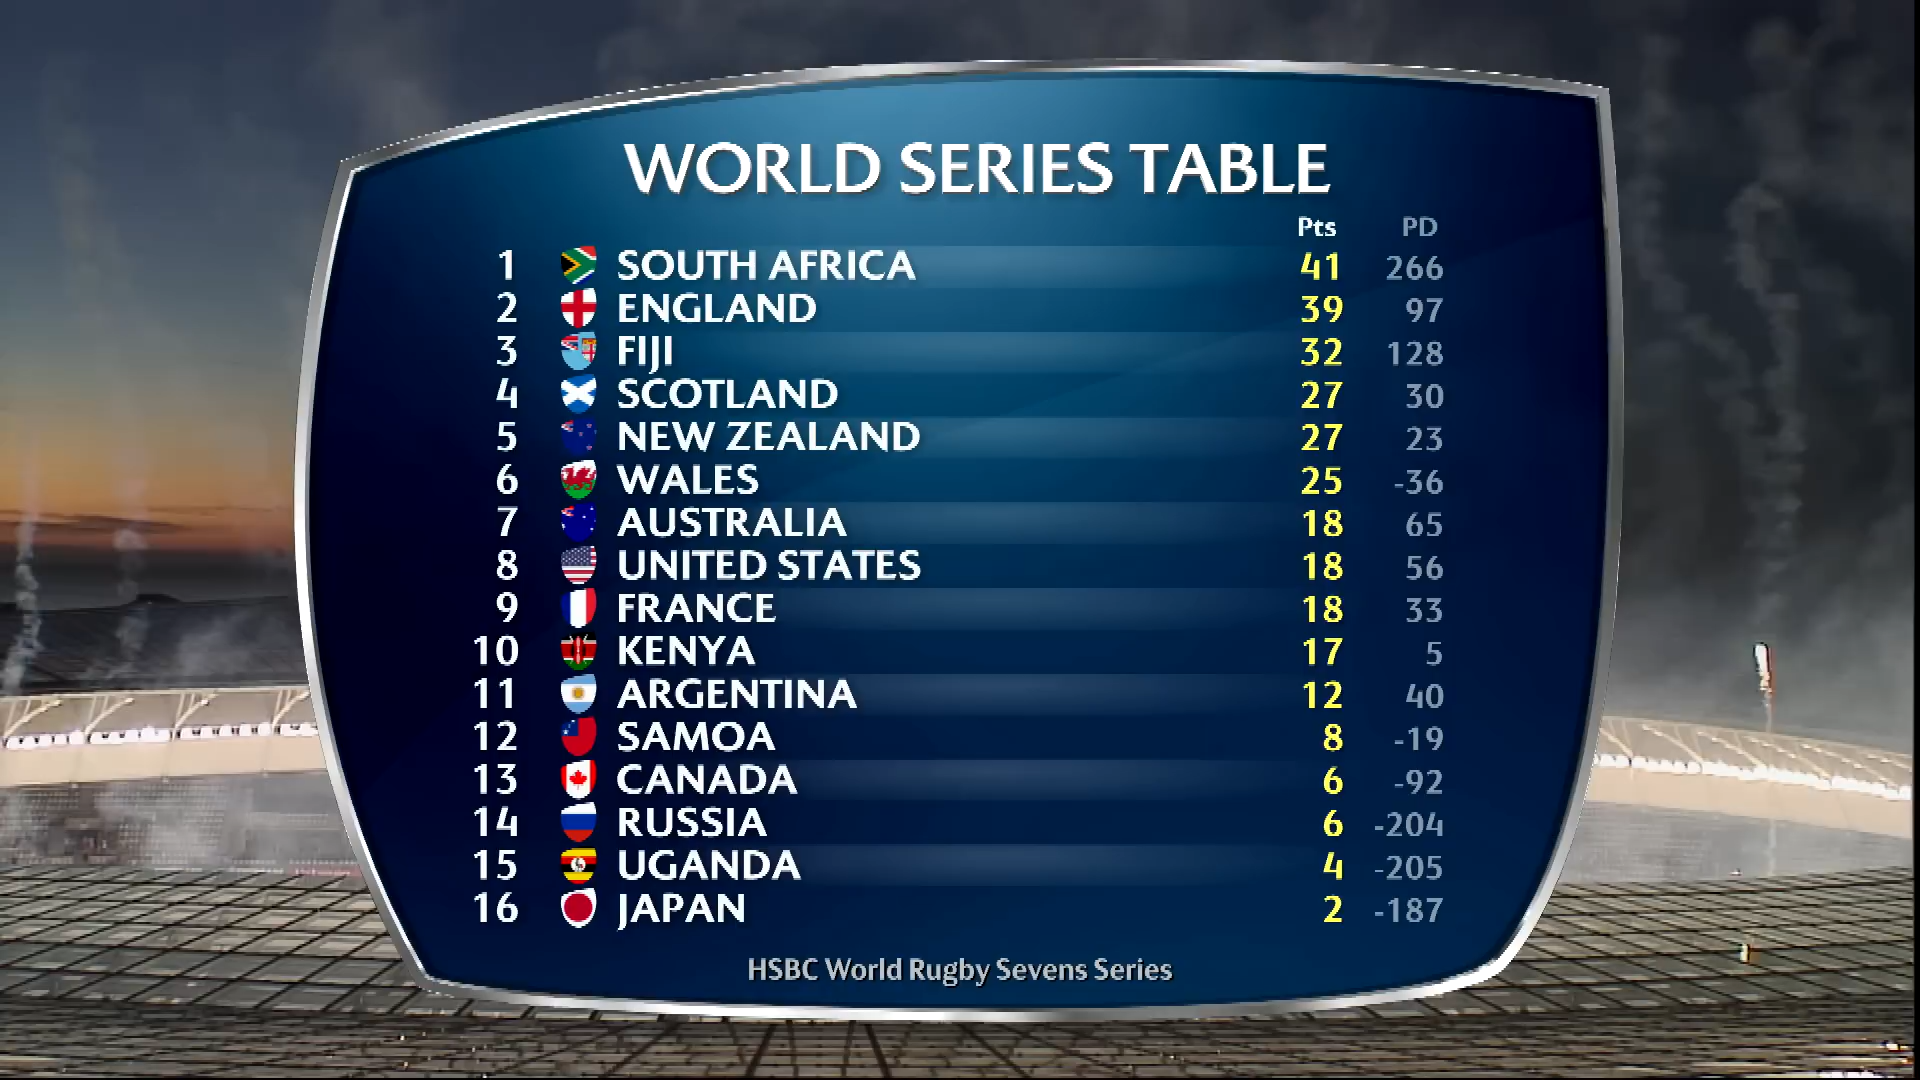 WORLD SERIES TABLE
Pts PD
1 SOUTH AFRICA 41 266
2 ENGLAND 39 97
3 FIJI 32 128
4 SCOTLAND 27 30
5 NEW ZEALAND 27 23
6 WALES 25 -36
7 AUSTRALIA 18 65
8 UNITED STATES 18 56
9 FRANCE 18 33
10 KENYA 17 5
11 ARGENTINA 12 40
12 SAMOA 8 -19
13 CANADA 6 -92
14 RUSSIA 6 -204
15 UGANDA 4 -205
16 JAPAN 2 -187
HSBC World Rugby Sevens Series